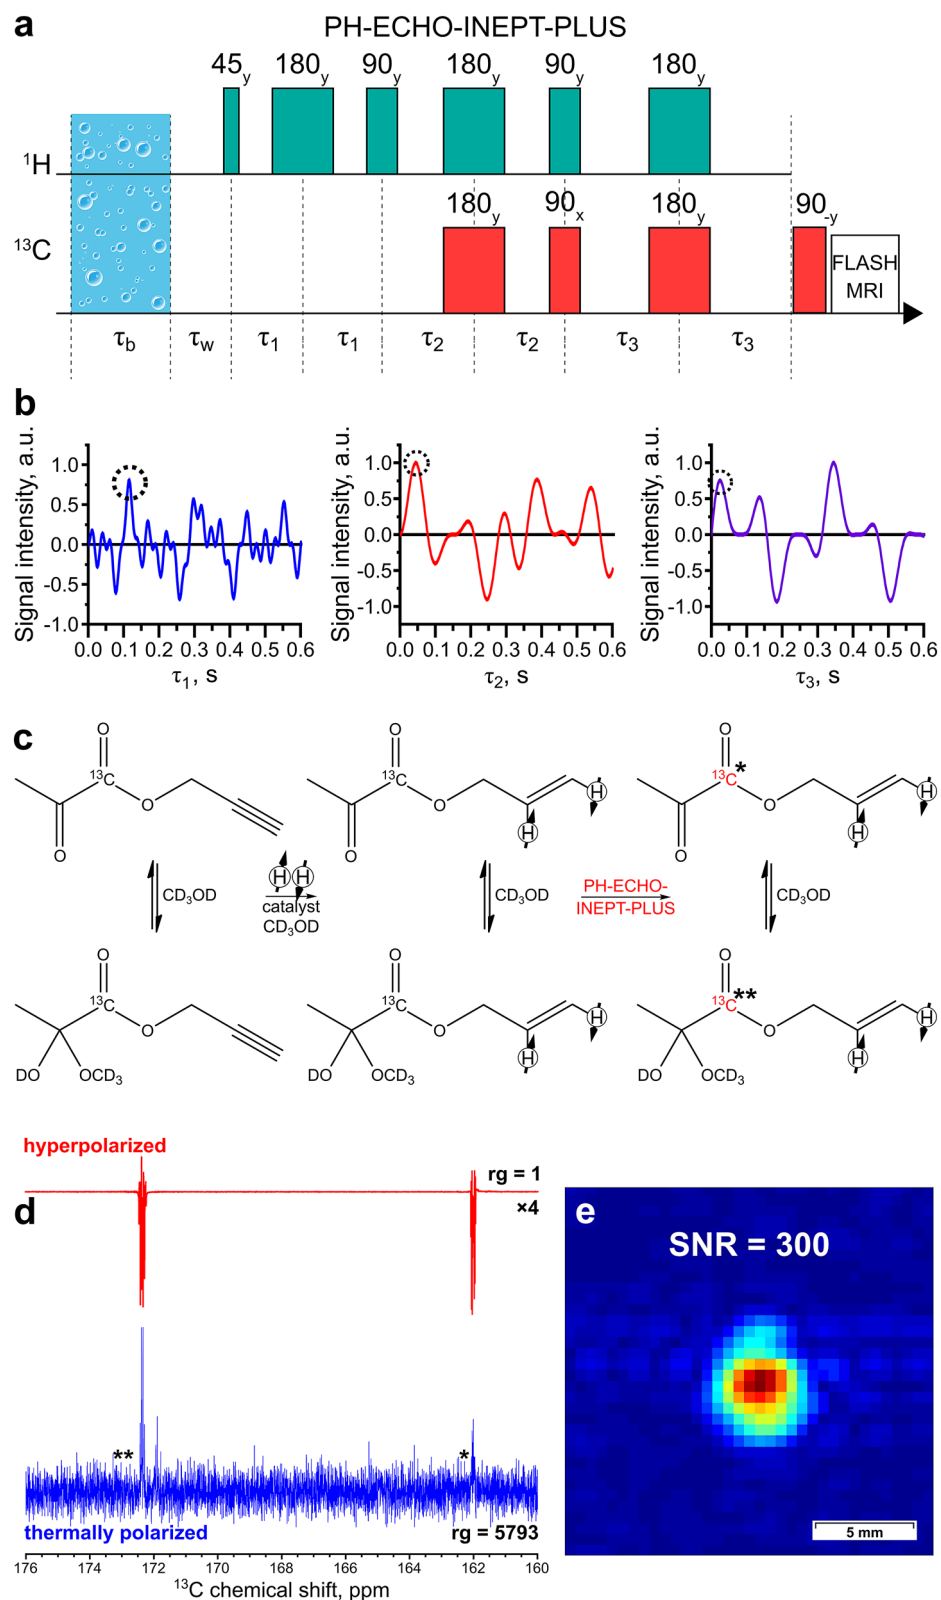 a
PH-ECHO-INEPT-PLUS
45y 180y 90y 180y 90y 180y
¹H
180y 90x 180y 90-y
¹³C
FLASH
MRI
τb τw τ1 τ1 τ2 τ2 τ3 τ3
b
Signal intensity, a.u.
1.0
0.5
0.0
-0.5
-1.0
0.0 0.1 0.2 0.3 0.4 0.5 0.6
τ1, s
Signal intensity, a.u.
1.0
0.5
0.0
-0.5
-1.0
0.0 0.1 0.2 0.3 0.4 0.5 0.6
τ2, s
Signal intensity, a.u.
1.0
0.5
0.0
-0.5
-1.0
0.0 0.1 0.2 0.3 0.4 0.5 0.6
τ3, s
c
O
¹³C
O
O
O
¹³C
O
O
H
H
O
¹³C*
O
O
H
H
CD₃OD
H H
catalyst
CD₃OD
CD₃OD
PH-ECHO-
INEPT-PLUS
CD₃OD
O
¹³C
O
DO OCD₃
O
¹³C
O
H
H
DO OCD₃
O
¹³C**
O
H
H
DO OCD₃
hyperpolarized
rg = 1
×4
d
**
*
thermally polarized
rg = 5793
176 174 172 170 168 166 164 162 160
¹³C chemical shift, ppm
e
SNR = 300
5 mm